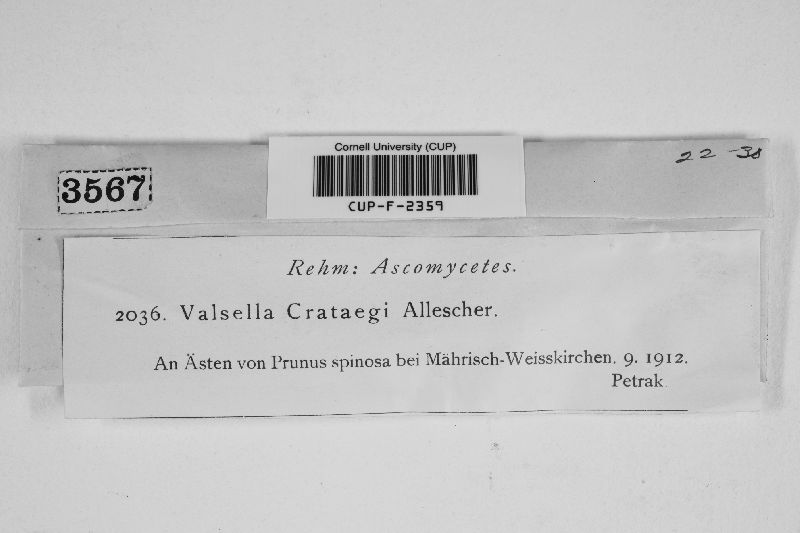 Cornell University (CUP)
CUP-F-2359
3567
22 -38
Rehm: Ascomycetes.
2036. Valsella Crataegi Allescher.
An Ästen von Prunus spinosa bei Mährisch-Weisskirchen. 9. 1912.
Petrak